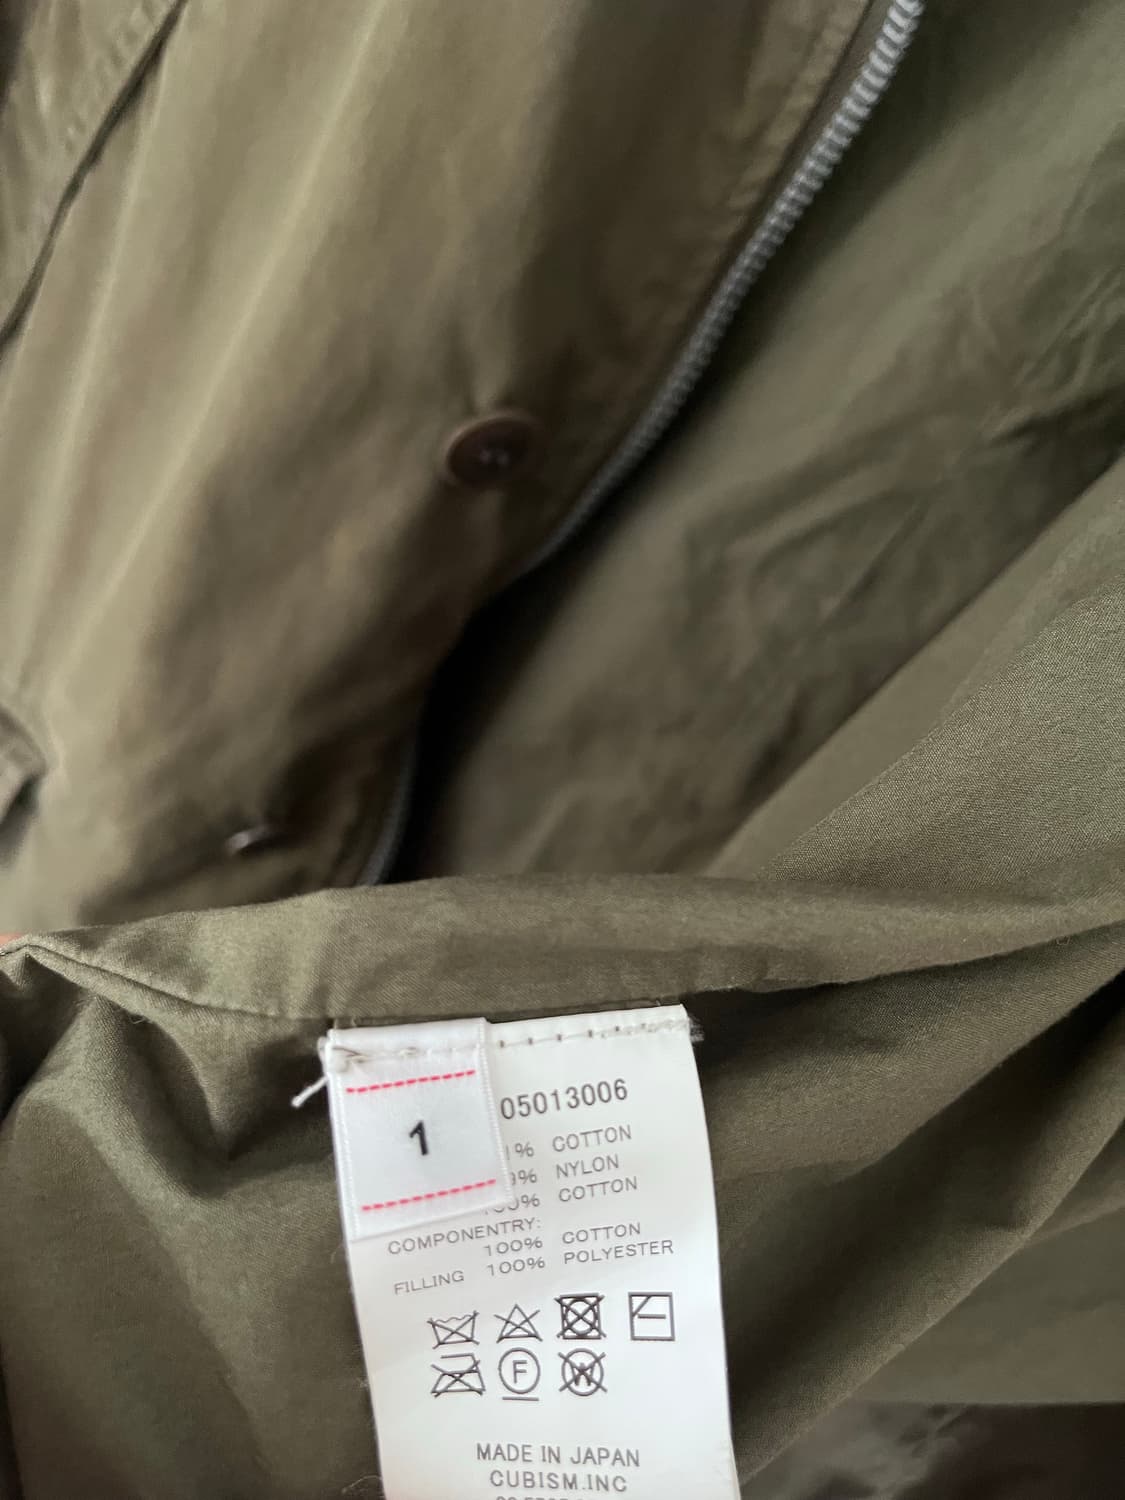 1
05013006
% COTTON
% NYLON
% COTTON
COMPONENTRY:
100% COTTON
FILLING 100% POLYESTER
F
W
MADE IN JAPAN
CUBISM.INC